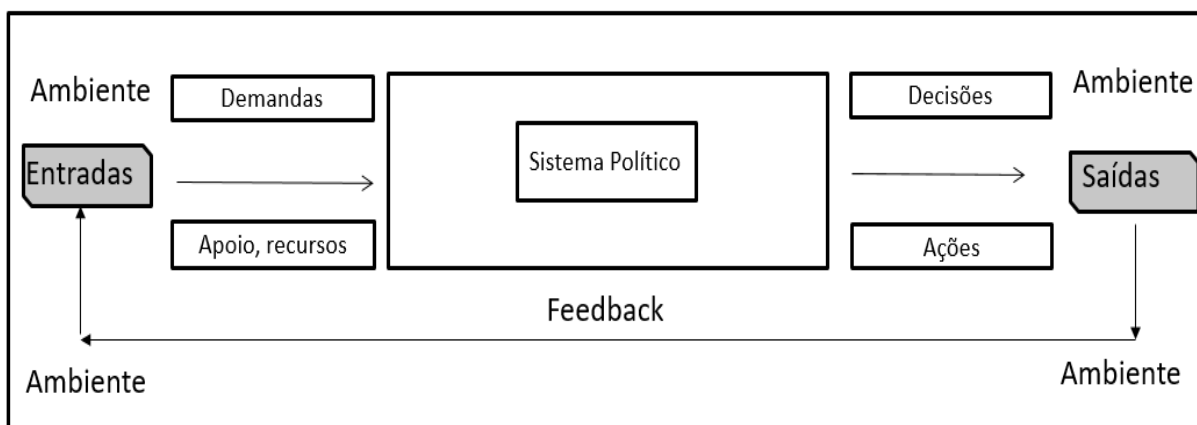 Ambiente
Demandas
Decisões
Ambiente
Entradas
Sistema Político
Saídas
Apoio, recursos
Ações
Feedback
Ambiente
Ambiente